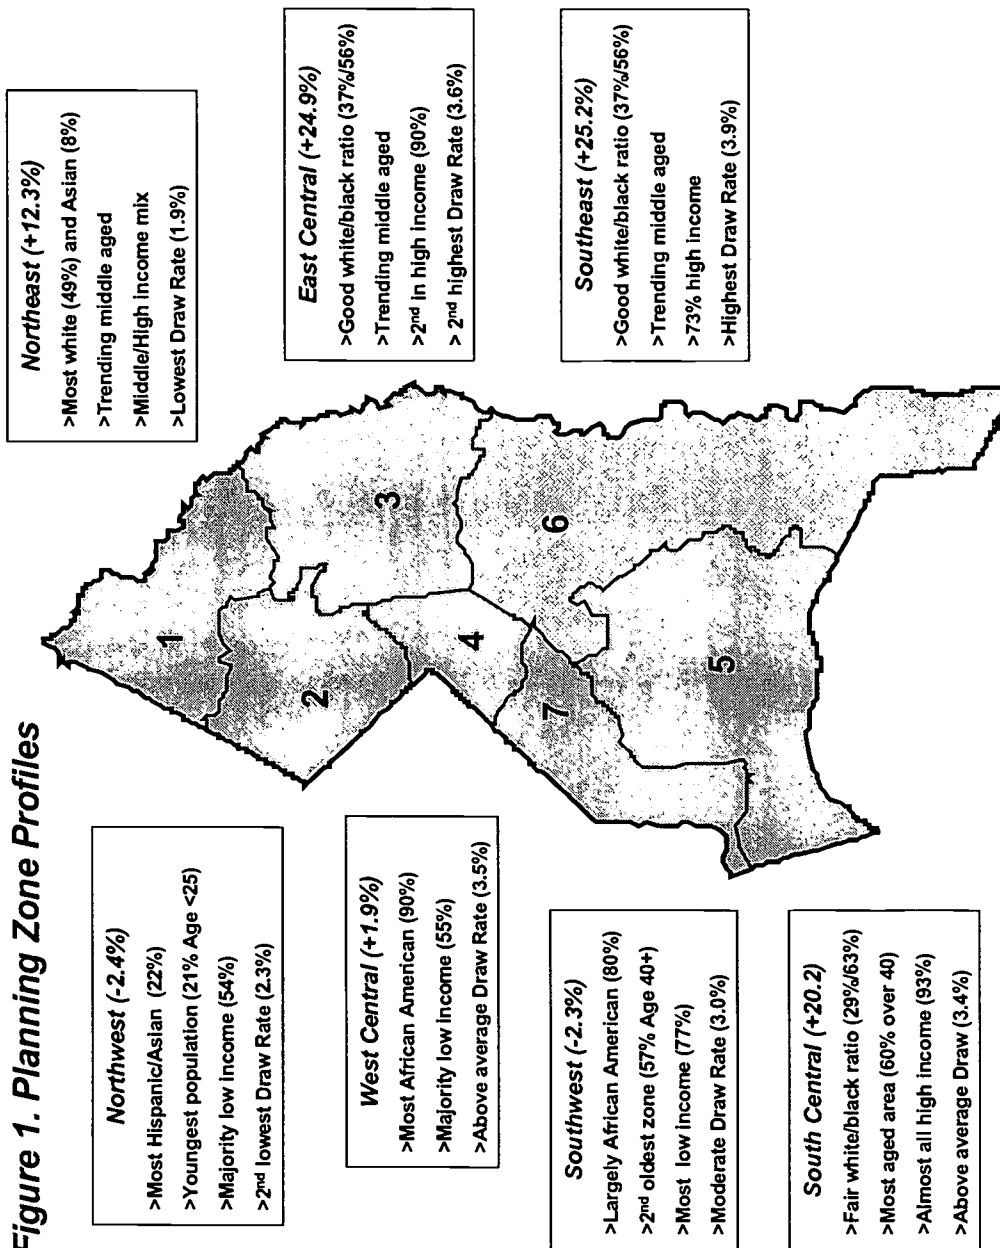 Figure 1. Planning Zone Profiles
Northwest (-2.4%)
>Most Hispanic/Asian (22%)
>Youngest population (21% Age <25)
>Majority low income (54%)
>2nd lowest Draw Rate (2.3%)
West Central (+1.9%)
>Most African American (90%)
>Majority low income (55%)
>Above average Draw Rate (3.5%)
Southwest (-2.3%)
>Largely African American (80%)
>2nd oldest zone (57% Age 40+)
>Most low income (77%)
>Moderate Draw Rate (3.0%)
South Central (+20.2)
>Fair white/black ratio (29%/63%)
>Most aged area (60% over 40)
>Almost all high income (93%)
>Above average Draw (3.4%)
1
2
3
4
5
6
7
Northeast (+12.3%)
>Most white (49%) and Asian (8%)
>Trending middle aged
>Middle/High income mix
>Lowest Draw Rate (1.9%)
East Central (+24.9%)
>Good white/black ratio (37%/56%)
>Trending middle aged
>2nd in high income (90%)
> 2nd highest Draw Rate (3.6%)
Southeast (+25.2%)
>Good white/black ratio (37%/56%)
>Trending middle aged
>73% high income
>Highest Draw Rate (3.9%)